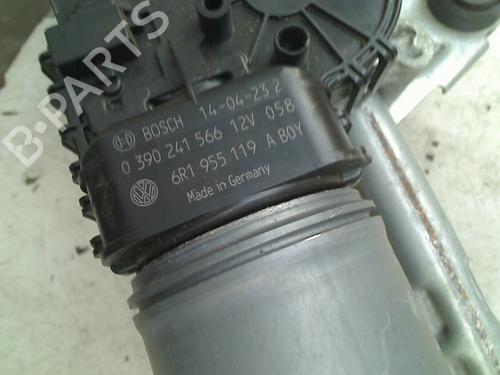 BOSCH 14-04-23 2
0 390 241 566 12V 058
6R1 955 119 A BOY
Made in Germany
B-PARTS